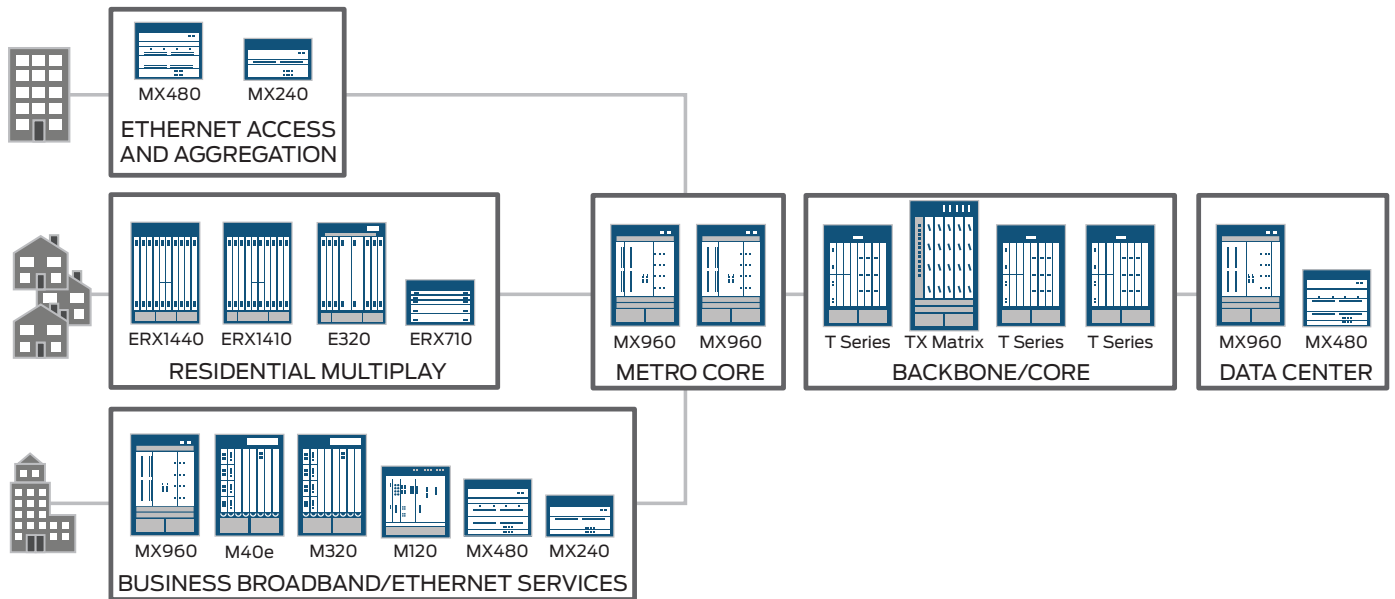 MX480 MX240
ETHERNET ACCESS
AND AGGREGATION
ERX1440 ERX1410 E320 ERX710
RESIDENTIAL MULTIPLAY
MX960 MX960
METRO CORE
T Series TX Matrix T Series T Series
BACKBONE/CORE
MX960 MX480
DATA CENTER
MX960 M40e M320 M120 MX480 MX240
BUSINESS BROADBAND/ETHERNET SERVICES